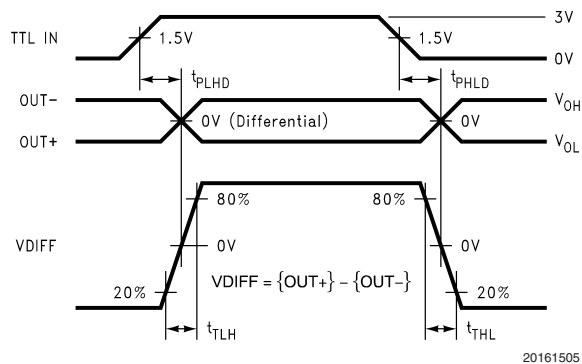 3V
TTL IN 1.5V 1.5V
0V
tPLHD tPHLD
OUT- VOH
0V (Differential) 0V
OUT+ VOL
80% 80%
VDIFF 0V 0V
VDIFF = {OUT+} - {OUT-}
20% 20%
tTLH tTHL
20161505